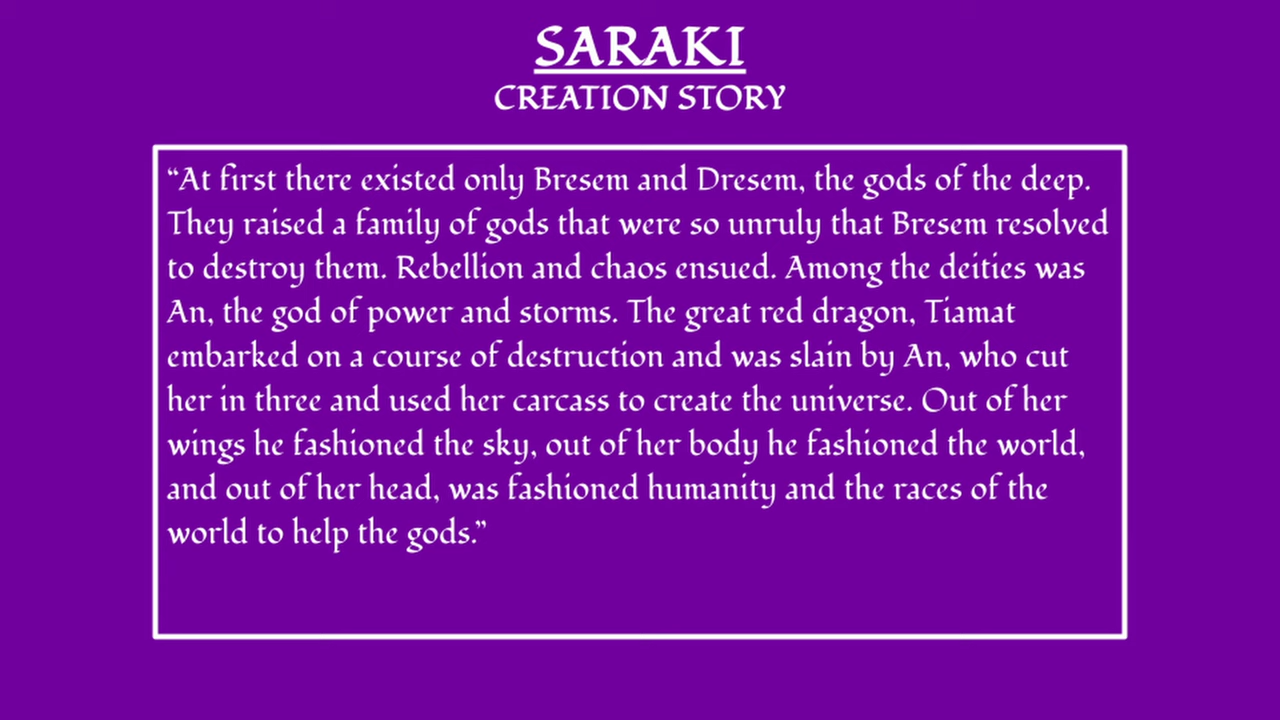 SARAKI
CREATION STORY
“At first there existed only Bresem and Dresem, the gods of the deep.
They raised a family of gods that were so unruly that Bresem resolved
to destroy them. Rebellion and chaos ensued. Among the deities was
An, the god of power and storms. The great red dragon, Tiamat
embarked on a course of destruction and was slain by An, who cut
her in three and used her carcass to create the universe. Out of her
wings he fashioned the sky, out of her body he fashioned the world,
and out of her head, was fashioned humanity and the races of the
world to help the gods.”